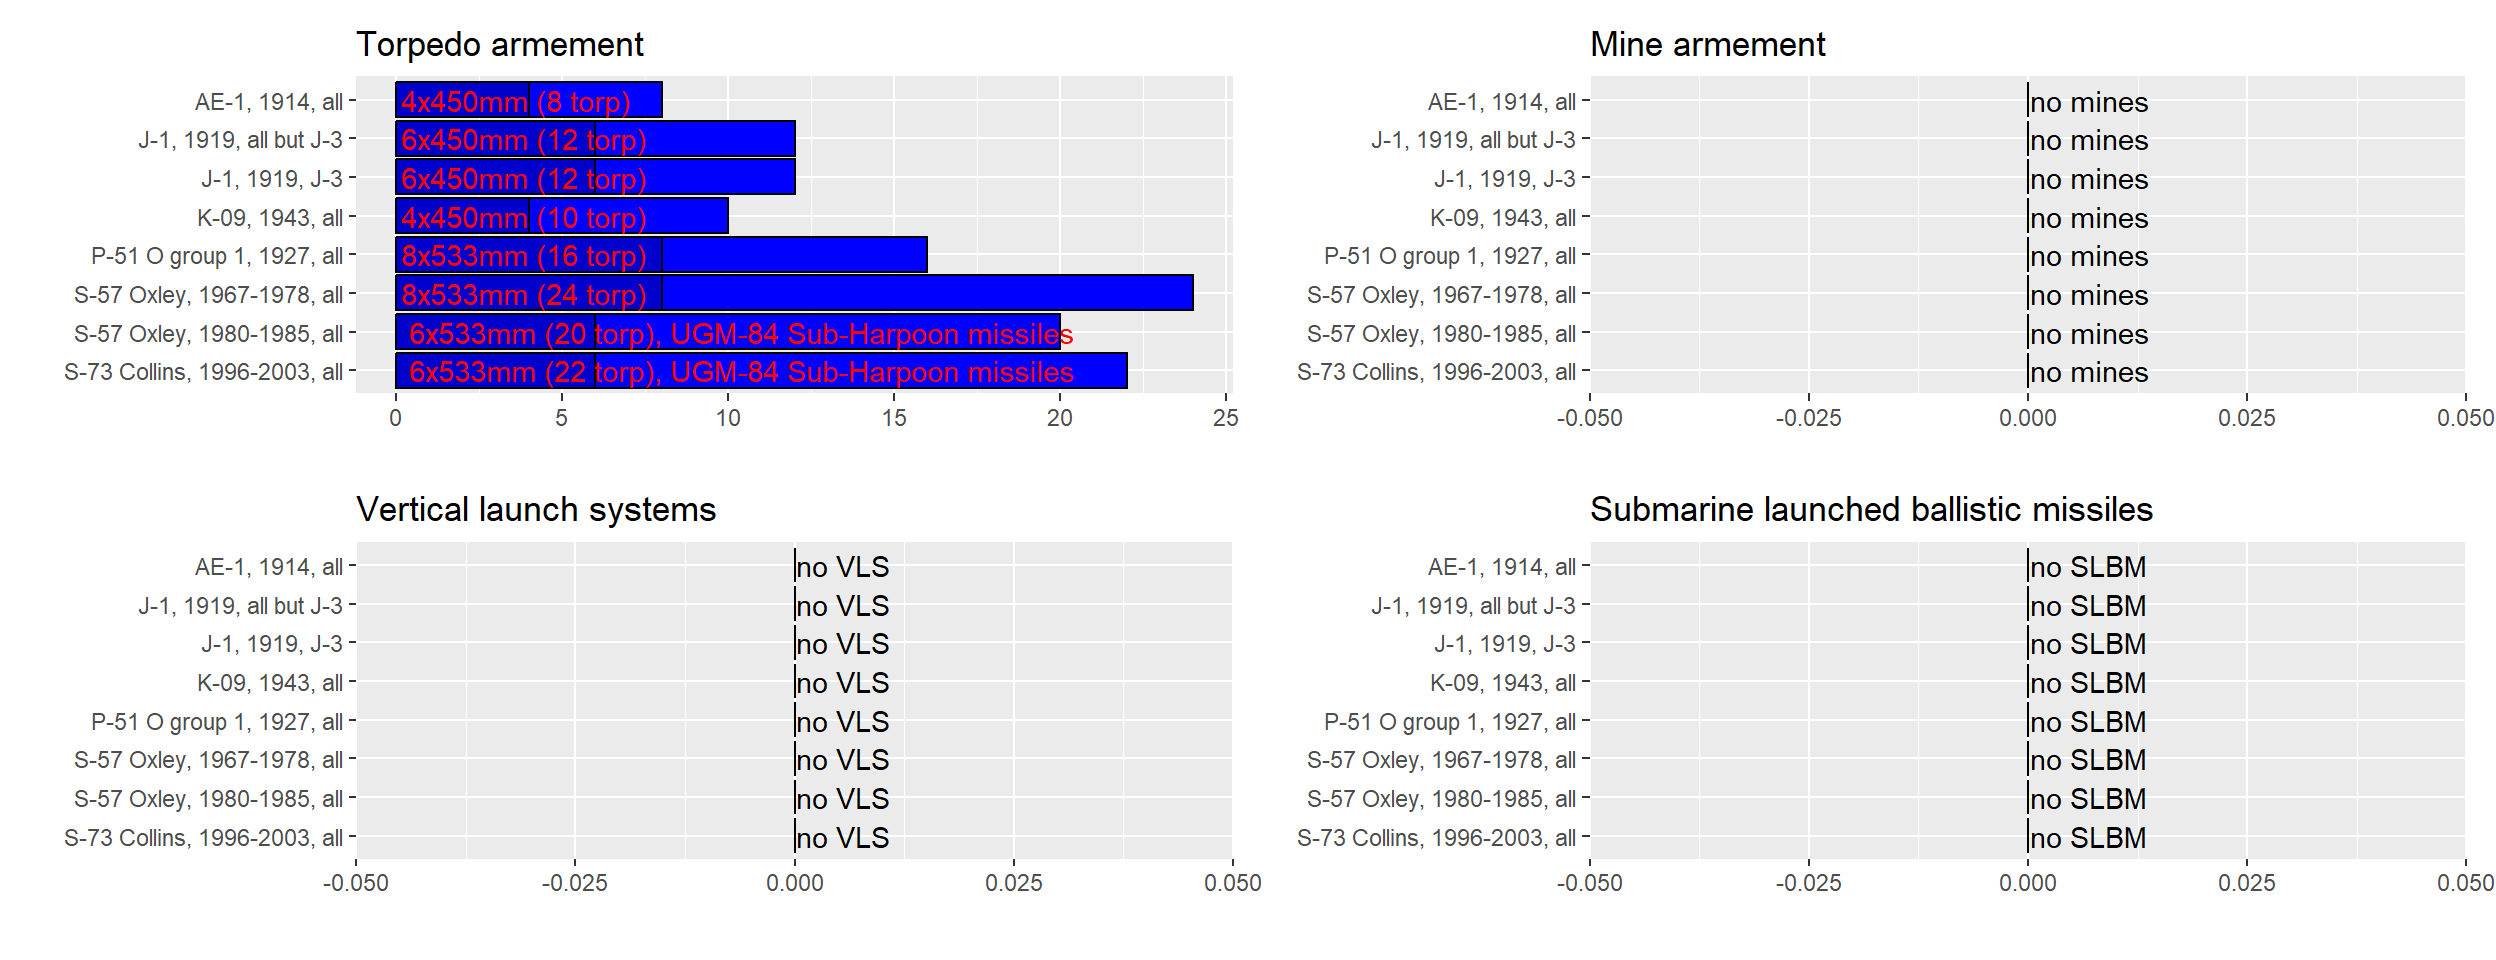 Torpedo armement
AE-1, 1914, all
4x450mm (8 torp)
J-1, 1919, all but J-3
6x450mm (12 torp)
J-1, 1919, J-3
6x450mm (12 torp)
K-09, 1943, all
4x450mm (10 torp)
P-51 O group 1, 1927, all
8x533mm (16 torp)
S-57 Oxley, 1967-1978, all
8x533mm (24 torp)
S-57 Oxley, 1980-1985, all
6x533mm (20 torp), UGM-84 Sub-Harpoon missiles
S-73 Collins, 1996-2003, all
6x533mm (22 torp), UGM-84 Sub-Harpoon missiles
0 5 10 15 20 25
Mine armement
AE-1, 1914, all
no mines
J-1, 1919, all but J-3
no mines
J-1, 1919, J-3
no mines
K-09, 1943, all
no mines
P-51 O group 1, 1927, all
no mines
S-57 Oxley, 1967-1978, all
no mines
S-57 Oxley, 1980-1985, all
no mines
S-73 Collins, 1996-2003, all
no mines
-0.050 -0.025 0.000 0.025 0.050
Vertical launch systems
AE-1, 1914, all
no VLS
J-1, 1919, all but J-3
no VLS
J-1, 1919, J-3
no VLS
K-09, 1943, all
no VLS
P-51 O group 1, 1927, all
no VLS
S-57 Oxley, 1967-1978, all
no VLS
S-57 Oxley, 1980-1985, all
no VLS
S-73 Collins, 1996-2003, all
no VLS
-0.050 -0.025 0.000 0.025 0.050
Submarine launched ballistic missiles
AE-1, 1914, all
no SLBM
J-1, 1919, all but J-3
no SLBM
J-1, 1919, J-3
no SLBM
K-09, 1943, all
no SLBM
P-51 O group 1, 1927, all
no SLBM
S-57 Oxley, 1967-1978, all
no SLBM
S-57 Oxley, 1980-1985, all
no SLBM
S-73 Collins, 1996-2003, all
no SLBM
-0.050 -0.025 0.000 0.025 0.050